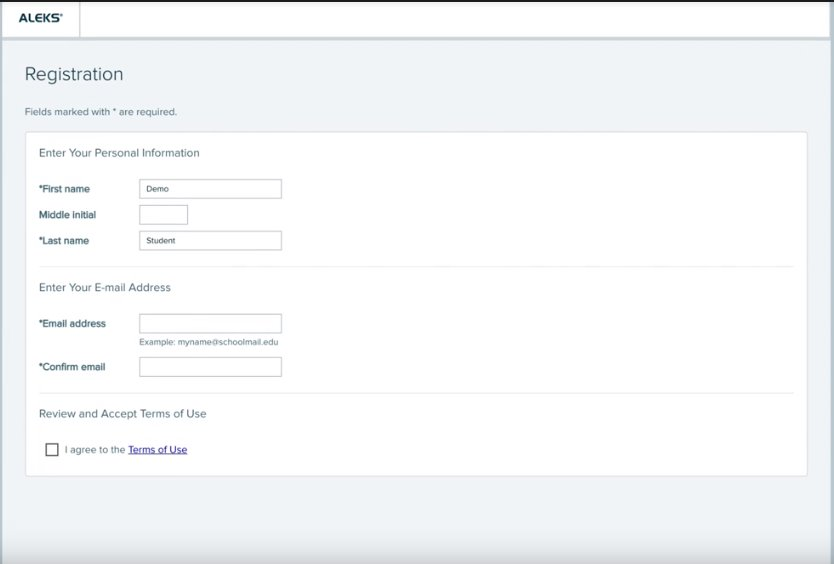 ALEKS®
Registration
Fields marked with * are required.
Enter Your Personal Information
*First name Demo
Middle initial
*Last name Student
Enter Your E-mail Address
*Email address
Example: myname@schoolmail.edu
*Confirm email
Review and Accept Terms of Use
I agree to the Terms of Use